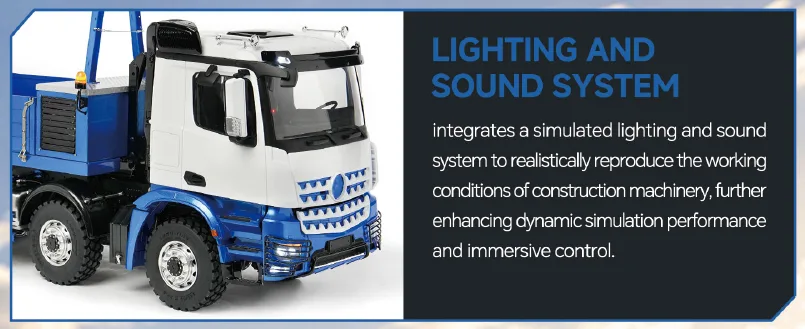 LIGHTING AND
SOUND SYSTEM
integrates a simulated lighting and sound
system to realistically reproduce the working
conditions of construction machinery, further
enhancing dynamic simulation performance
and immersive control.